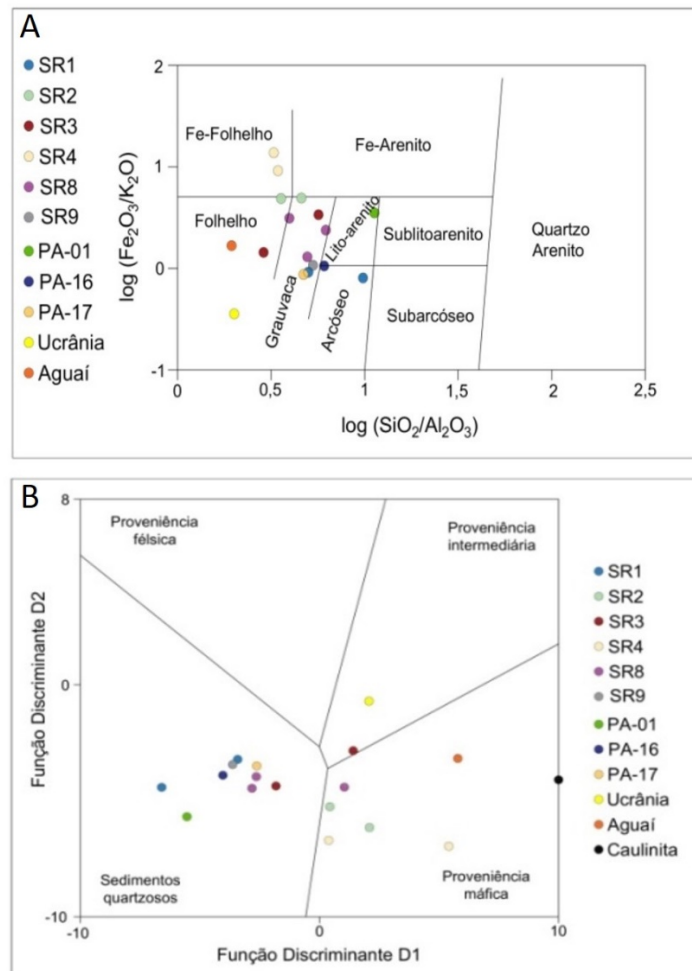 A
SR1
SR2
SR3
SR4
SR8
SR9
PA-01
PA-16
PA-17
Ucrânia
Aguaí
log (Fe2O3/K2O)
2
1
0
-1
Fe-Folhelho
Fe-Arenito
Folhelho
Grauvaca
Lito-arenito
Arcóseo
Sublitoarenito
Subarcóseo
Quartzo
Arenito
0
0,5
1
1,5
2
2,5
log (SiO2/Al2O3)
B
Função Discriminante D2
8
0
-10
Proveniência
félsica
Proveniência
intermediária
Sedimentos
quartzosos
Proveniência
máfica
-10
0
10
Função Discriminante D1
SR1
SR2
SR3
SR4
SR8
SR9
PA-01
PA-16
PA-17
Ucrânia
Aguaí
Caulinita